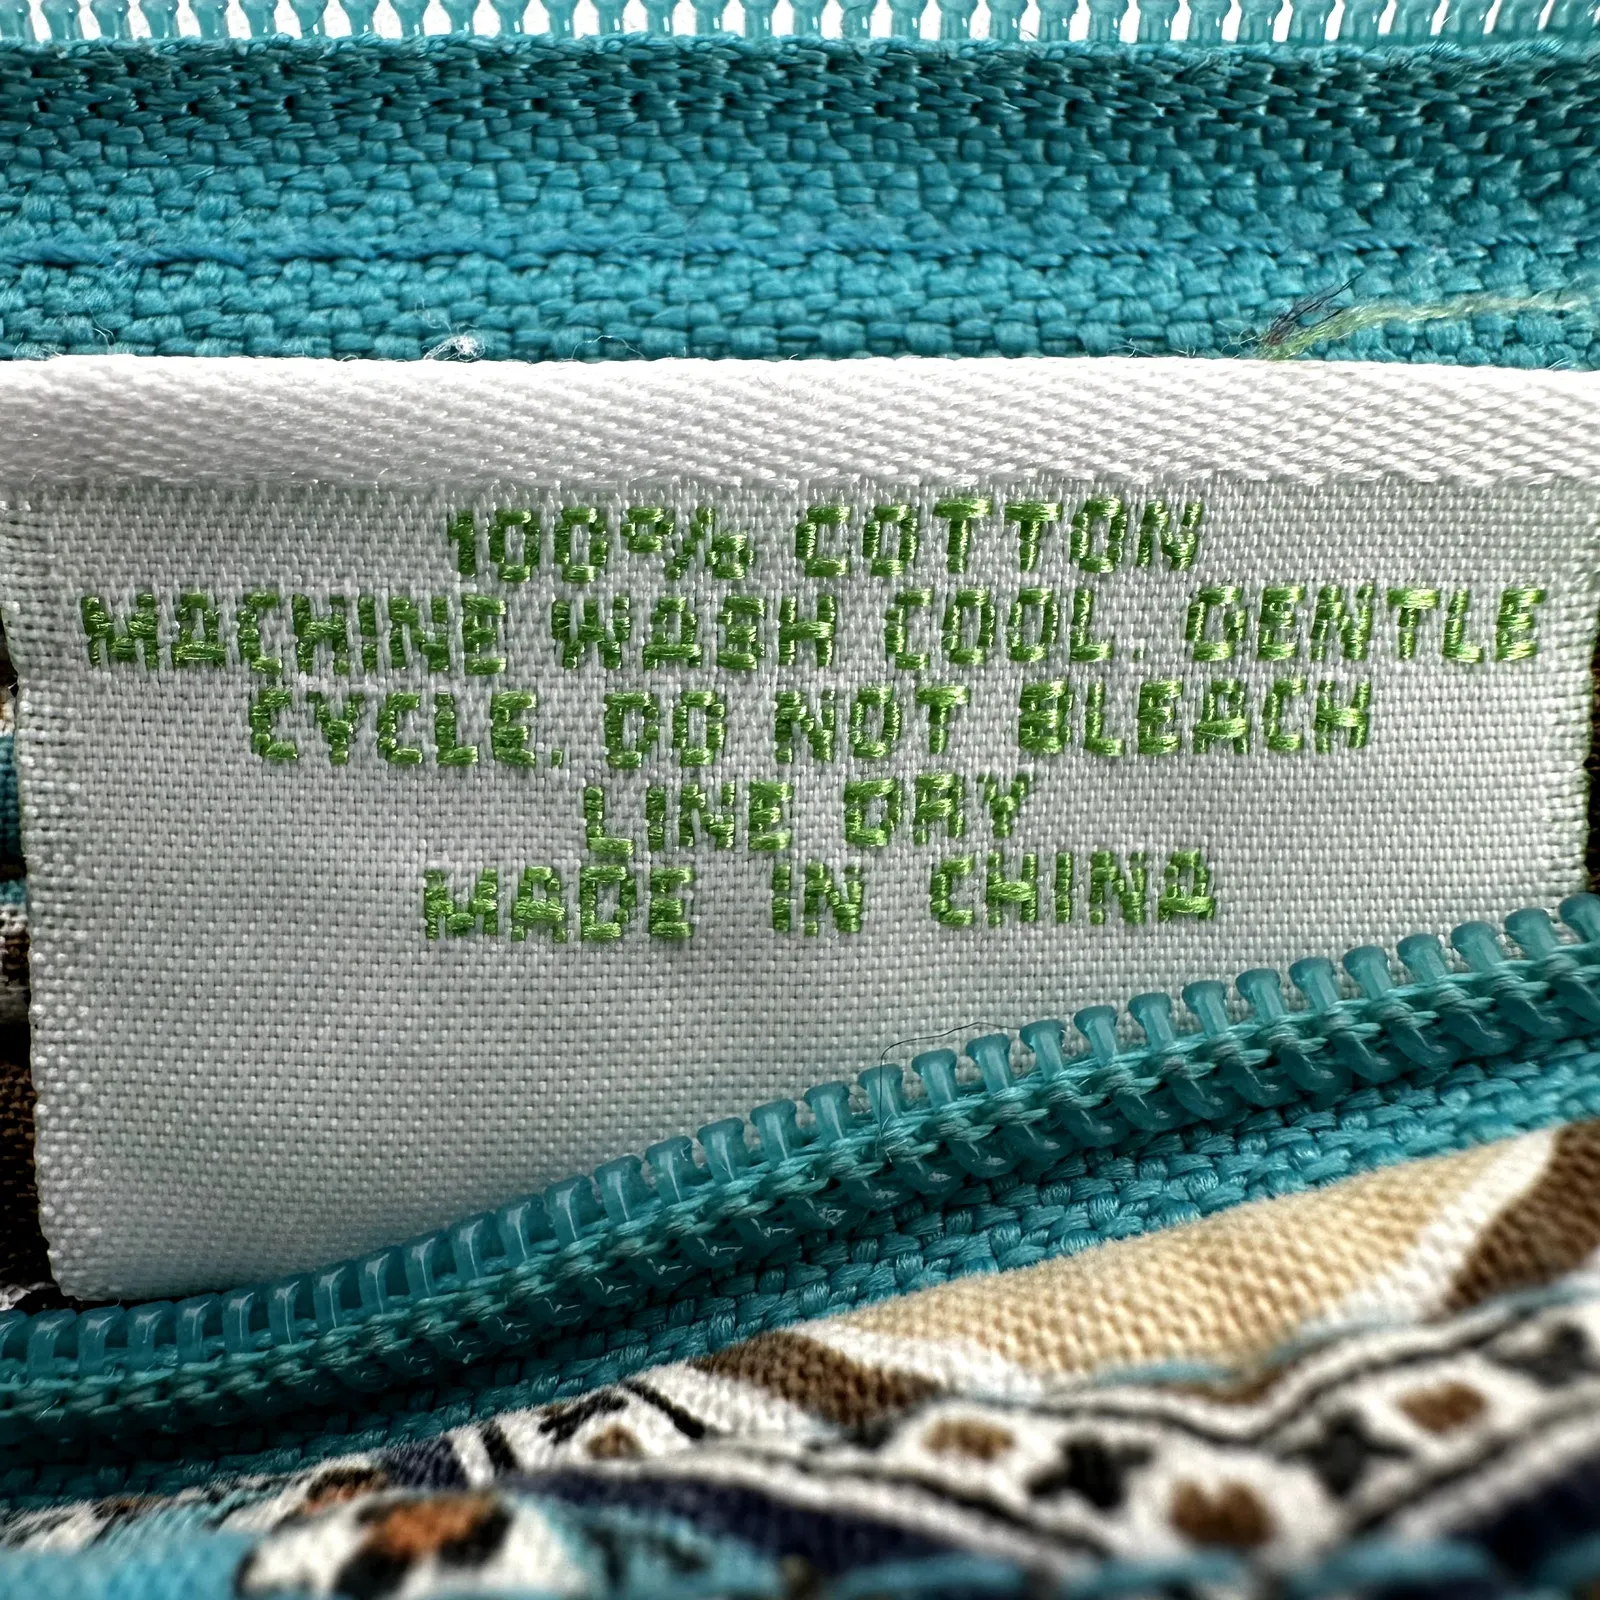 100% COTTON
MACHINE WASH COOL. GENTLE
CYCLE. DO NOT BLEACH
LINE DRY
MADE IN CHINA